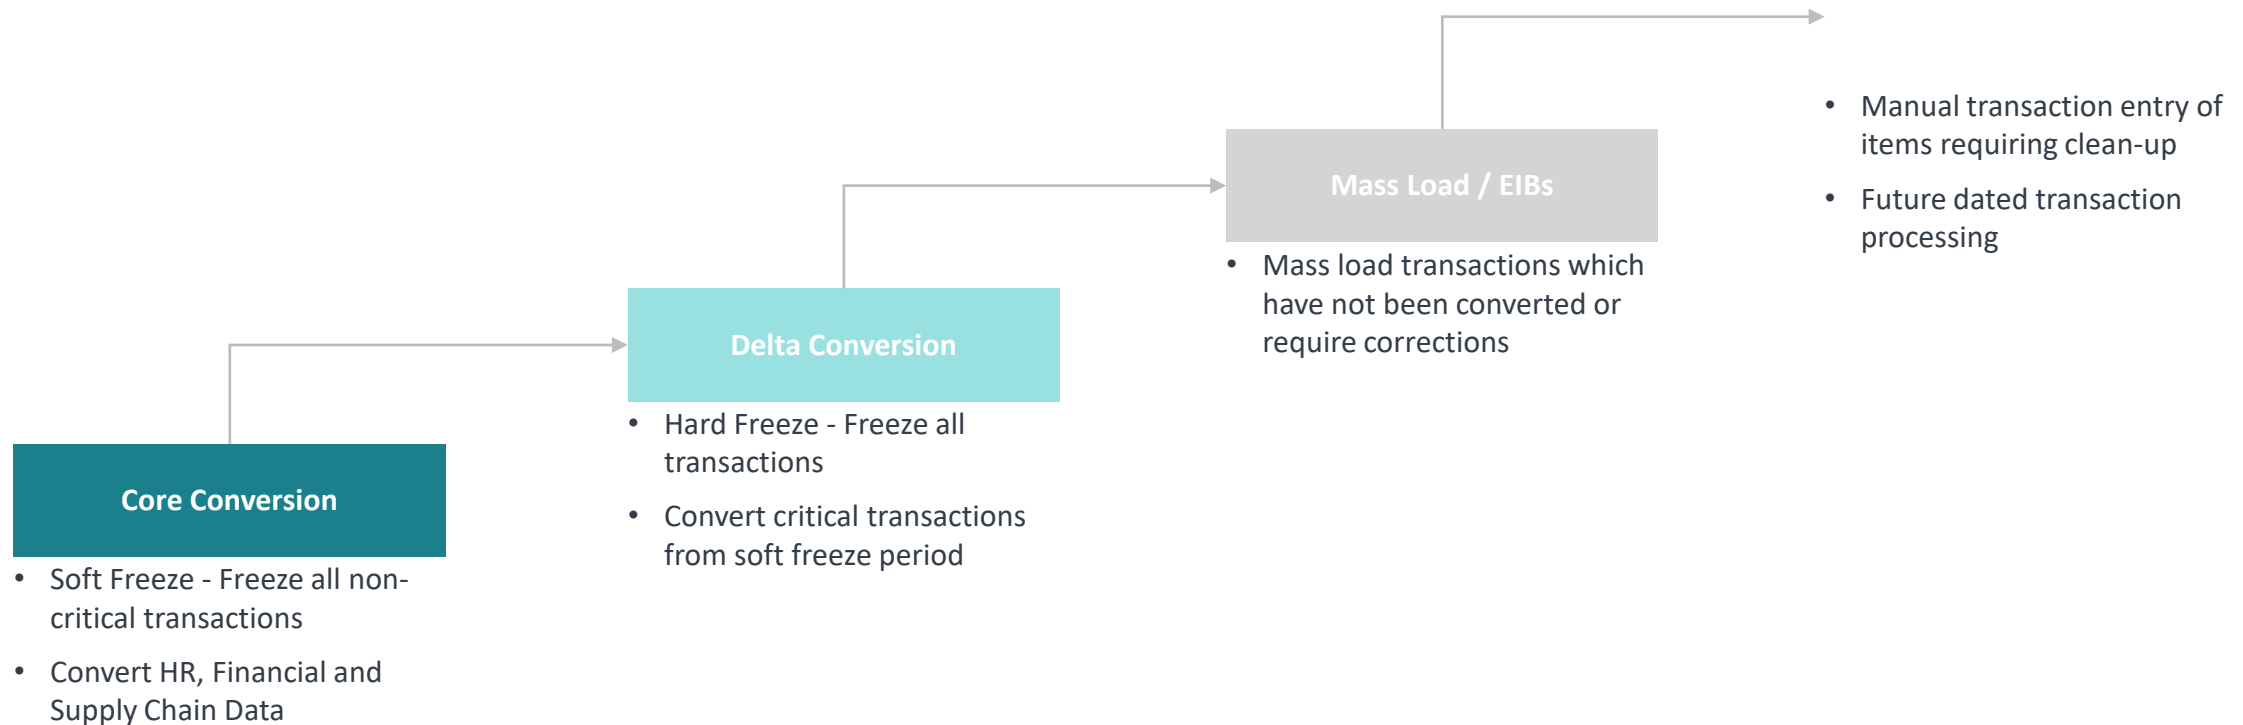 Core Conversion
• Soft Freeze - Freeze all non-
critical transactions
• Convert HR, Financial and
Supply Chain Data
Delta Conversion
• Hard Freeze - Freeze all
transactions
• Convert critical transactions
from soft freeze period
Mass Load / EIBs
• Mass load transactions which
have not been converted or
require corrections
• Manual transaction entry of
items requiring clean-up
• Future dated transaction
processing